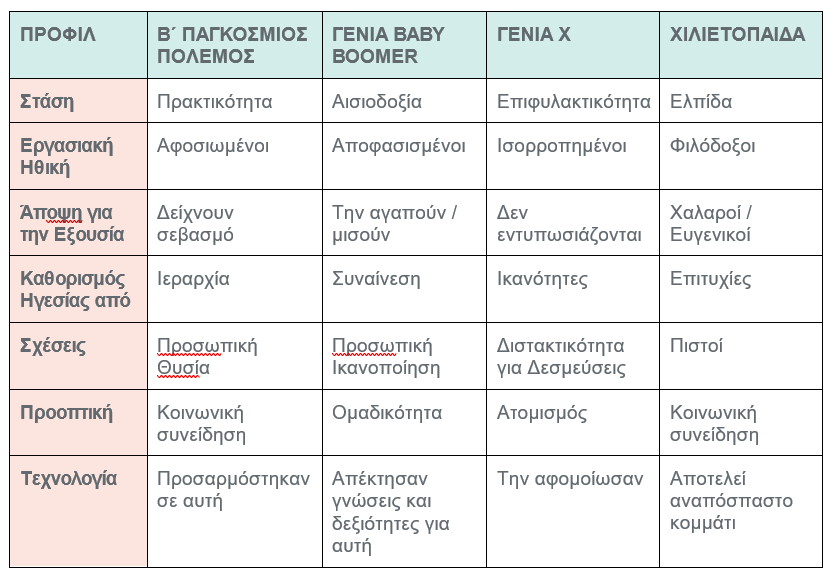 ΠΡΟΦΙΛ
Β΄ ΠΑΓΚΟΣΜΙΟΣ
ΠΟΛΕΜΟΣ
ΓΕΝΙΑ BABY
BOOMER
ΓΕΝΙΑ Χ
ΧΙΛΙΕΤΟΠΑΙΔΑ
Στάση
Πρακτικότητα
Αισιοδοξία
Επιφυλακτικότητα
Ελπίδα
Εργασιακή
Ηθική
Αφοσιωμένοι
Αποφασισμένοι
Ισορροπημένοι
Φιλόδοξοι
Άποψη για
την Εξουσία
Δείχνουν
σεβασμό
Την αγαπούν /
μισούν
Δεν
εντυπωσιάζονται
Χαλαροί /
Ευγενικοί
Καθορισμός
Ηγεσίας από
Ιεραρχία
Συναίνεση
Ικανότητες
Επιτυχίες
Σχέσεις
Προσωπική
Θυσία
Προσωπική
Ικανοποίηση
Διστακτικότητα
για Δεσμεύσεις
Πιστοί
Προοπτική
Κοινωνική
συνείδηση
Ομαδικότητα
Ατομισμός
Κοινωνική
συνείδηση
Τεχνολογία
Προσαρμόστηκαν
σε αυτή
Απέκτησαν
γνώσεις και
δεξιότητες για
αυτή
Την αφομοίωσαν
Αποτελεί
αναπόσπαστο
κομμάτι